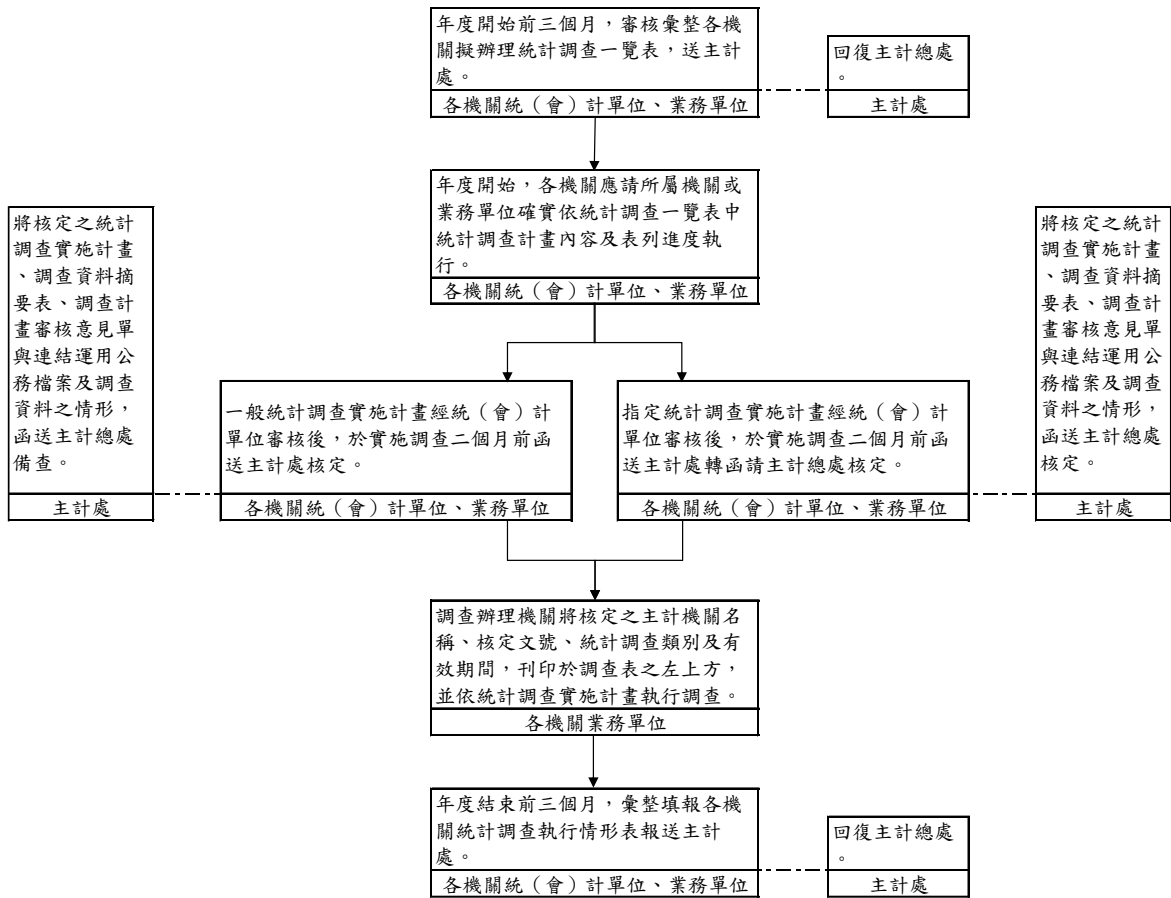 年度開始前三個月，審核彙整各機
關擬辦理統計調查一覽表，送主計
處。
各機關統（會）計單位、業務單位
回復主計總處
。
主計處
年度開始，各機關應請所屬機關或
業務單位確實依統計調查一覽表中
統計調查計畫內容及表列進度執
行。
各機關統（會）計單位、業務單位
將核定之統計
調查實施計畫
、調查資料摘
要表、調查計
畫審核意見單
與連結運用公
務檔案及調查
資料之情形，
函送主計總處
備查。
主計處
一般統計調查實施計畫經統（會）計
單位審核後，於實施調查二個月前函
送主計處核定。
各機關統（會）計單位、業務單位
指定統計調查實施計畫經統（會）計
單位審核後，於實施調查二個月前函
送主計處轉函請主計總處核定。
各機關統（會）計單位、業務單位
將核定之統計
調查實施計畫
、調查資料摘
要表、調查計
畫審核意見單
與連結運用公
務檔案及調查
資料之情形，
函送主計總處
核定。
主計處
調查辦理機關將核定之主計機關名
稱、核定文號、統計調查類別及有
效期間，刊印於調查表之左上方，
並依統計調查實施計畫執行調查。
各機關業務單位
年度結束前三個月，彙整填報各機
關統計調查執行情形表報送主計
處。
各機關統（會）計單位、業務單位
回復主計總處
。
主計處